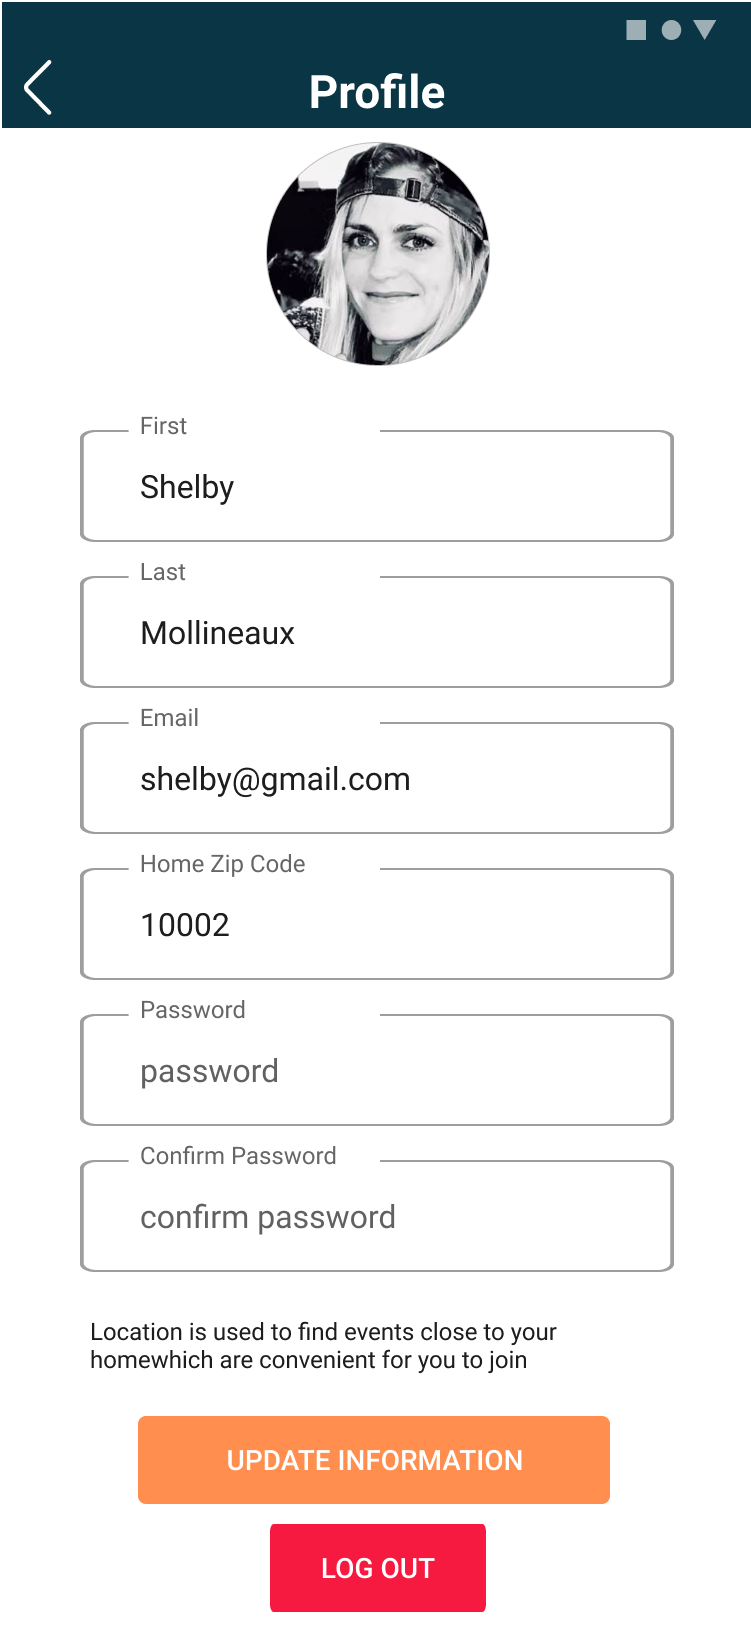 Profile
First
Shelby
Last
Mollineaux
Email
shelby@gmail.com
Home Zip Code
10002
Password
password
Confirm Password
confirm password
Location is used to find events close to your
homewhich are convenient for you to join
UPDATE INFORMATION
LOG OUT